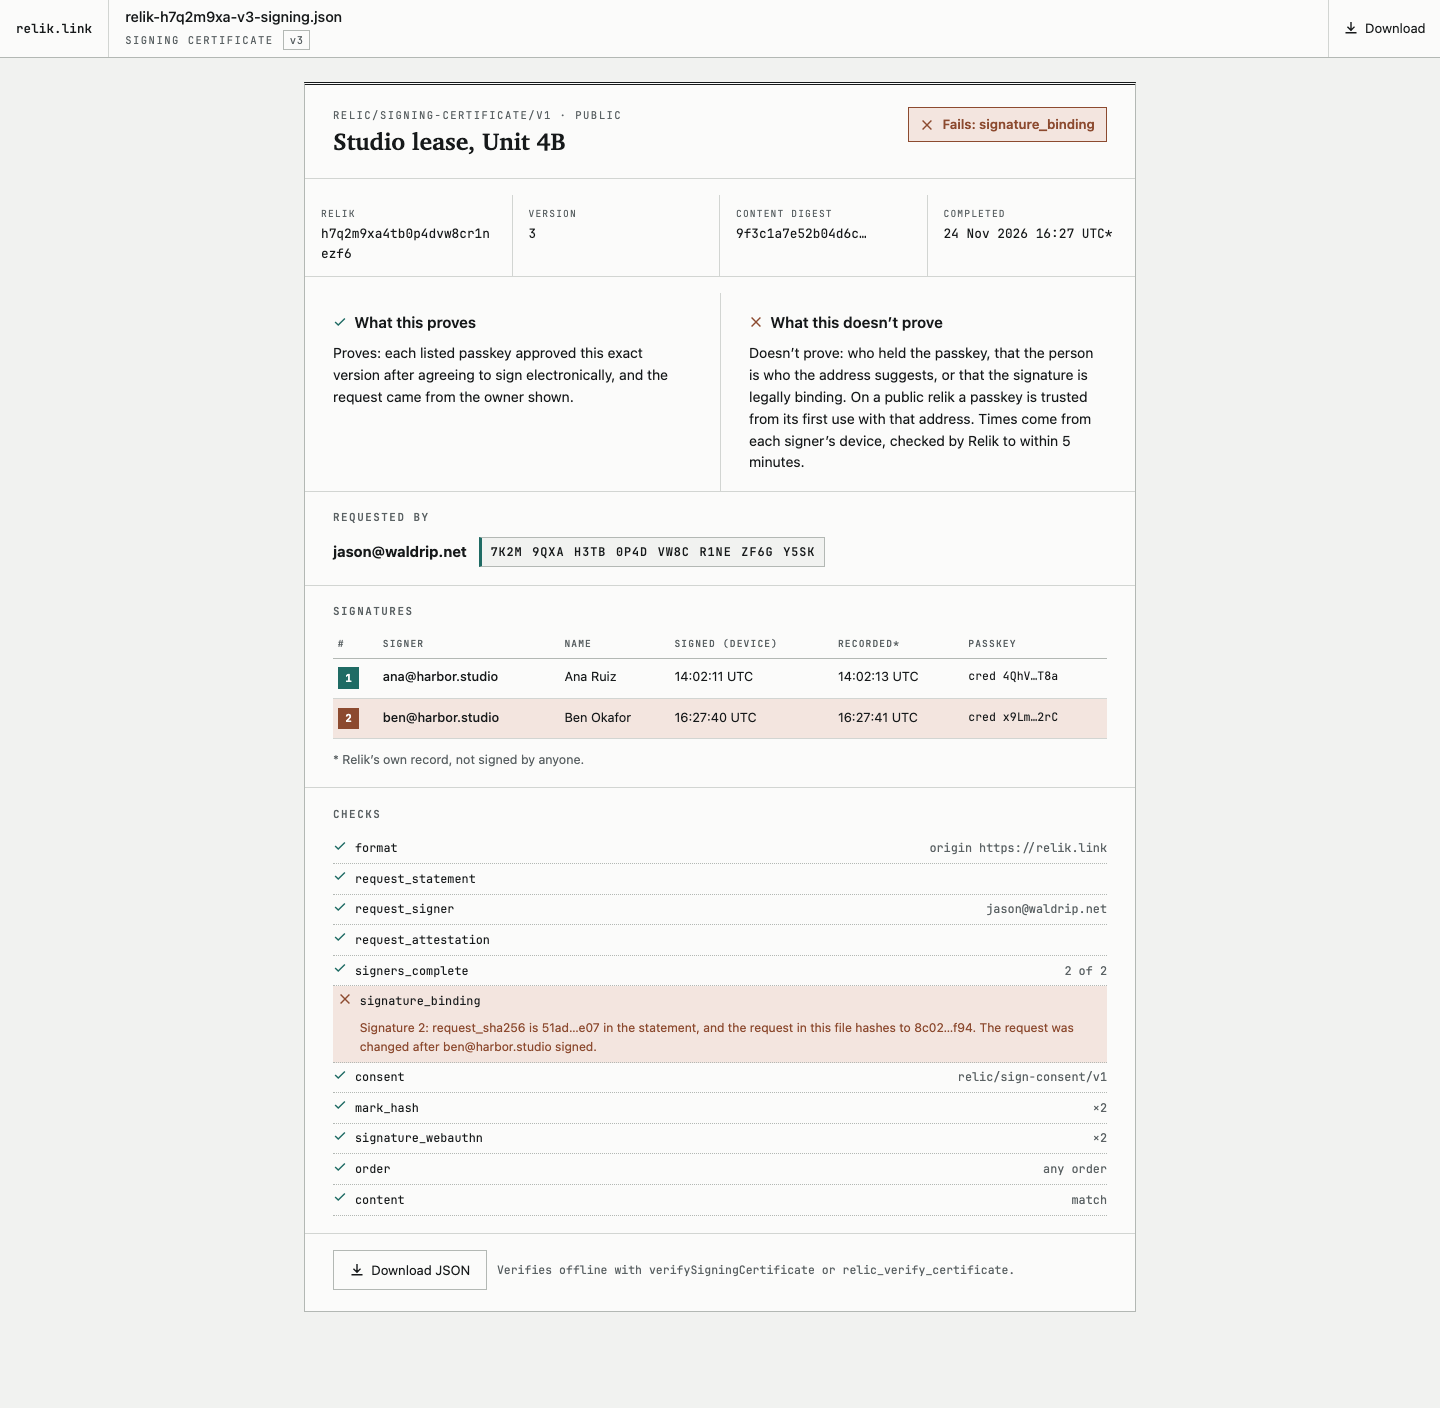 relik.link
relik-h7q2m9xa-v3-signing.json
SIGNING CERTIFICATE v3
Download
RELIC/SIGNING-CERTIFICATE/V1 · PUBLIC
Studio lease, Unit 4B
Fails: signature_binding
RELIK
h7q2m9xa4tb0p4dvw8cr1n
ezf6
VERSION
3
CONTENT DIGEST
9f3c1a7e52b04d6c…
COMPLETED
24 Nov 2026 16:27 UTC*
What this proves
Proves: each listed passkey approved this exact
version after agreeing to sign electronically, and the
request came from the owner shown.
What this doesn’t prove
Doesn’t prove: who held the passkey, that the person
is who the address suggests, or that the signature is
legally binding. On a public relik a passkey is trusted
from its first use with that address. Times come from
each signer’s device, checked by Relik to within 5
minutes.
REQUESTED BY
jason@waldrip.net 7K2M 9QXA H3TB 0P4D VW8C R1NE ZF6G Y5SK
SIGNATURES
# SIGNER NAME SIGNED (DEVICE) RECORDED* PASSKEY
1 ana@harbor.studio Ana Ruiz 14:02:11 UTC 14:02:13 UTC cred 4QhV…T8a
2 ben@harbor.studio Ben Okafor 16:27:40 UTC 16:27:41 UTC cred x9Lm…2rC
* Relik’s own record, not signed by anyone.
CHECKS
format origin https://relik.link
request_statement
request_signer jason@waldrip.net
request_attestation
signers_complete 2 of 2
signature_binding
Signature 2: request_sha256 is 51ad…e07 in the statement, and the request in this file hashes to 8c02…f94. The request was
changed after ben@harbor.studio signed.
consent relic/sign-consent/v1
mark_hash ×2
signature_webauthn ×2
order any order
content match
Download JSON Verifies offline with verifySigningCertificate or relic_verify_certificate.